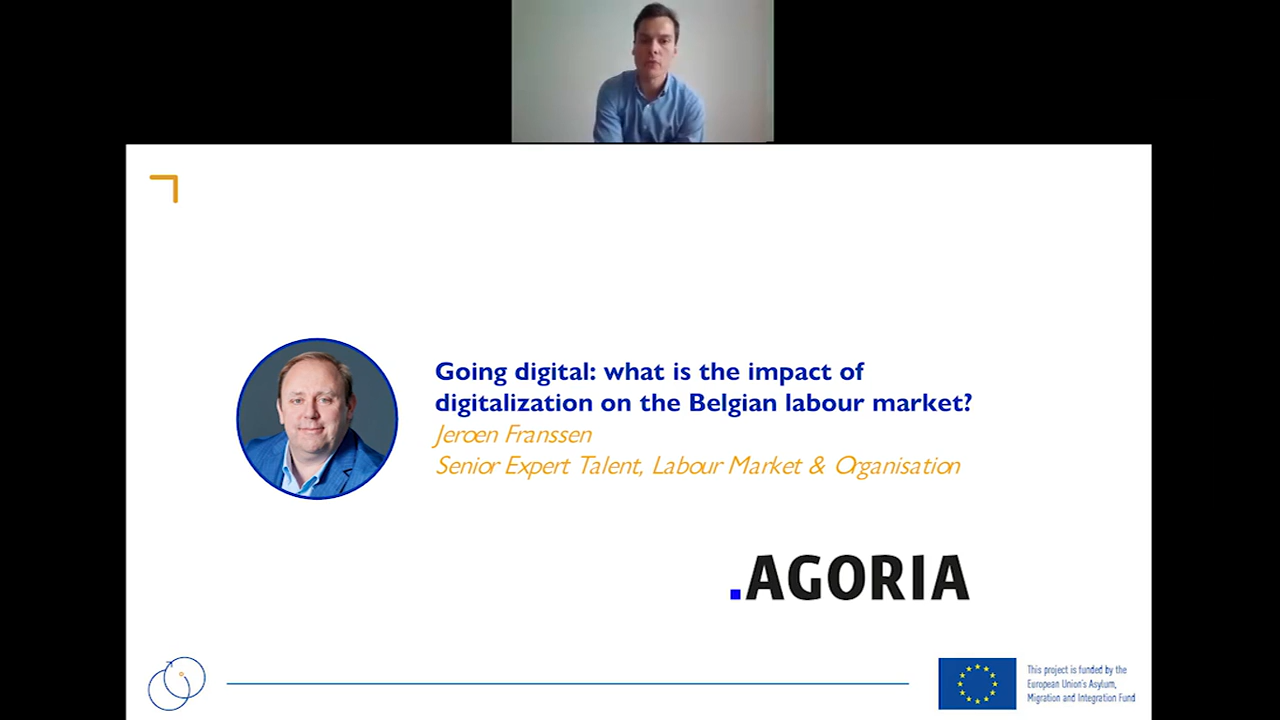 Going digital: what is the impact of
digitalization on the Belgian labour market?
Jeroen Franssen
Senior Expert Talent, Labour Market & Organisation
.AGORIA
This project is funded by the
European Union's Asylum,
Migration and Integration Fund